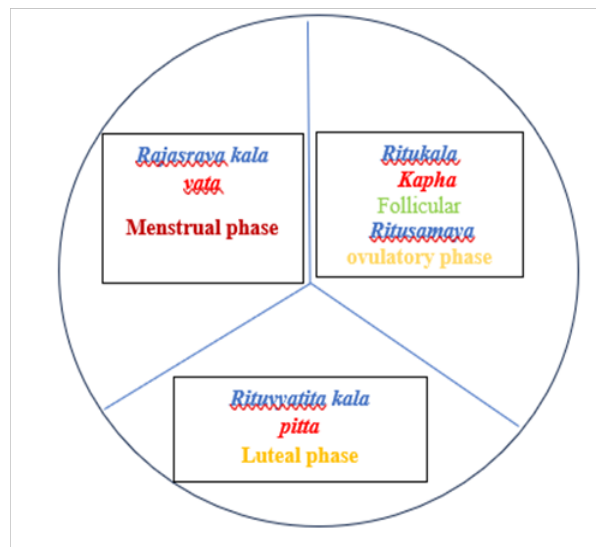 Rajasrava kala
vata
Menstrual phase
Ritukala
Kapha
Follicular
Ritusamaya
ovulatory phase
Rituvyatita kala
pitta
Luteal phase